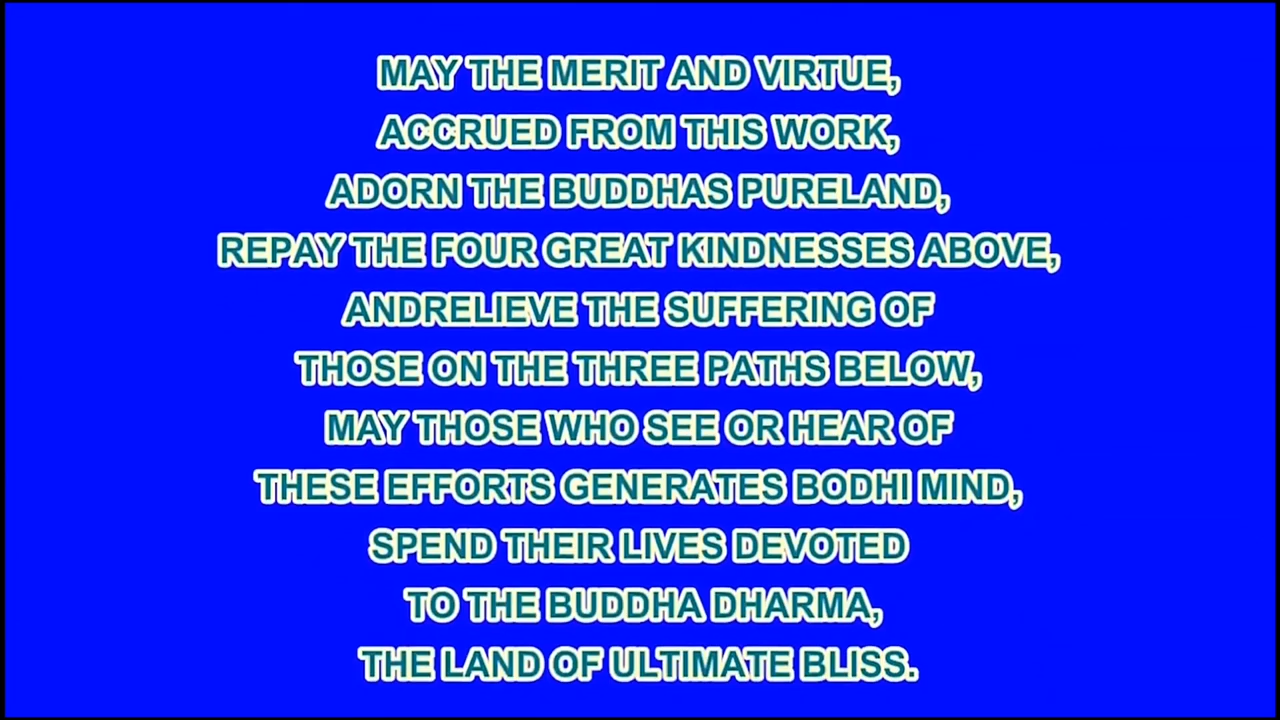 MAY THE MERIT AND VIRTUE,
ACCRUED FROM THIS WORK,
ADORN THE BUDDHAS PURELAND,
REPAY THE FOUR GREAT KINDNESSES ABOVE,
ANDRELIEVE THE SUFFERING OF
THOSE ON THE THREE PATHS BELOW,
MAY THOSE WHO SEE OR HEAR OF
THESE EFFORTS GENERATES BODHI MIND,
SPEND THEIR LIVES DEVOTED
TO THE BUDDHA DHARMA,
THE LAND OF ULTIMATE BLISS.